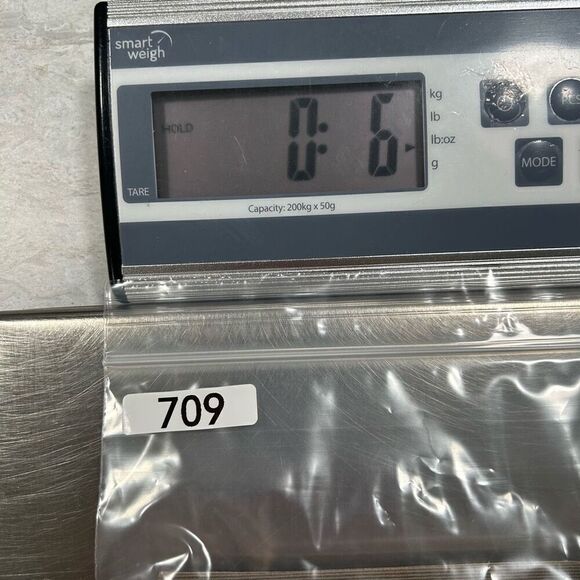 smart
weigh
HOLD
0:6
TARE
kg
lb
lb:oz
g
MODE
Capacity: 200kg x 50g
709